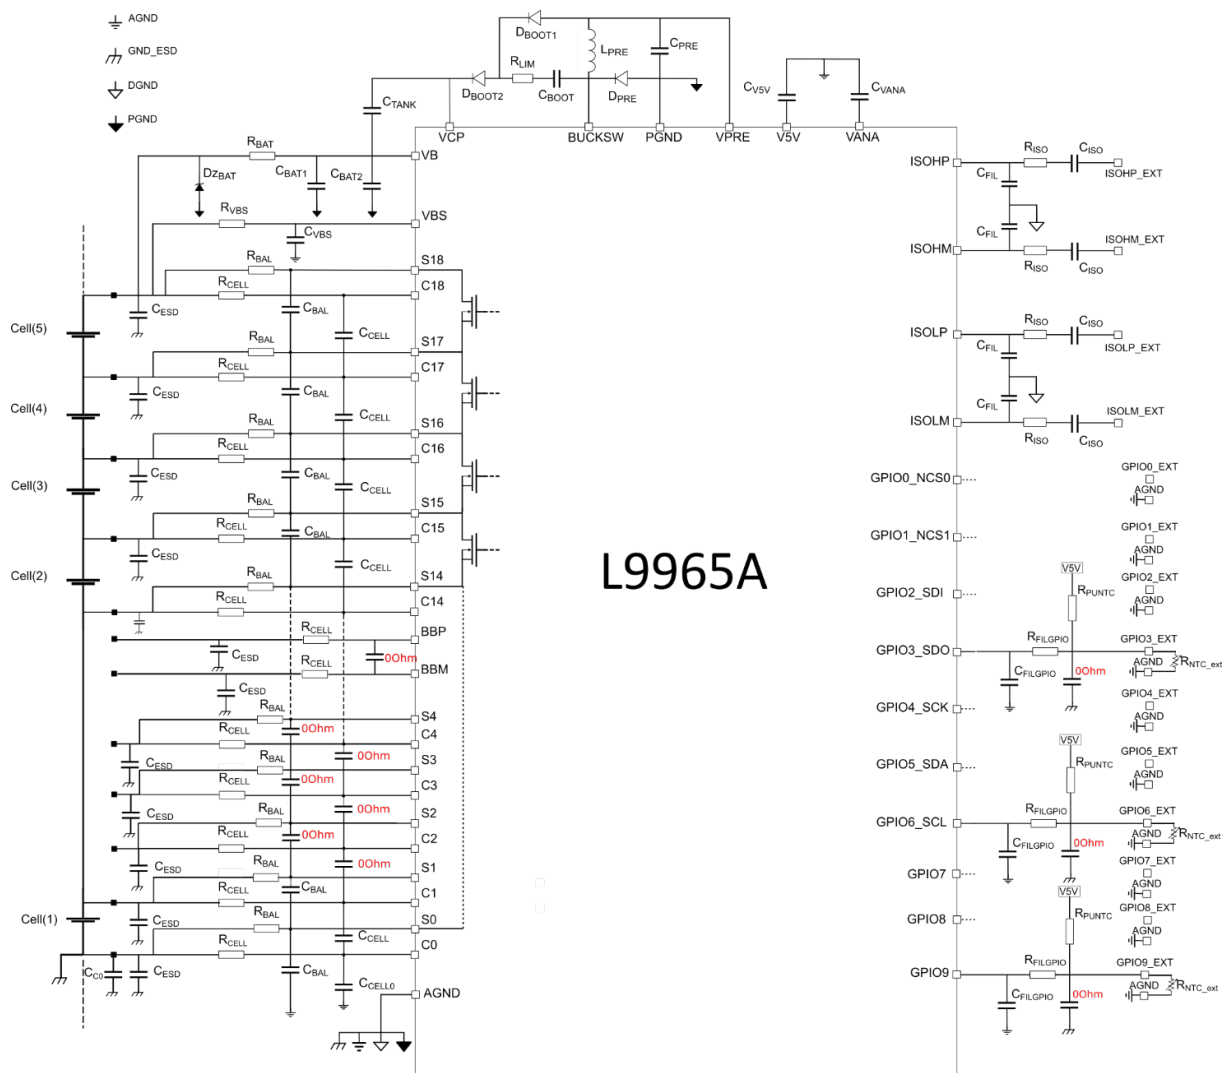 AGND
GND_ESD
DGND
PGND
DBOOT1
LPRE
CPRE
RLIM
DBOOT2
CBOOT
DPRE
CTANK
CV5V
CVANA
VCP
BUCKSW
PGND
VPRE
V5V
VANA
RBAT
VB
DZBAT
CBAT1
CBAT2
RVBS
VBS
CVBS
RBAL
S18
RCELL
C18
CESD
CBAL
CCELL
Cell(5)
RBAL
S17
RCELL
C17
CESD
CBAL
CCELL
Cell(4)
RBAL
S16
RCELL
C16
CESD
CBAL
CCELL
Cell(3)
RBAL
S15
RCELL
C15
CESD
CBAL
CCELL
Cell(2)
RBAL
S14
RCELL
C14
RCELL
BBP
CESD
0Ohm
RCELL
BBM
CESD
RBAL
S4
0Ohm
RCELL
C4
CESD
0Ohm
RBAL
S3
0Ohm
RCELL
C3
CESD
0Ohm
RBAL
S2
0Ohm
RCELL
C2
CESD
0Ohm
RBAL
S1
CBAL
RCELL
C1
Cell(1)
CESD
RBAL
S0
CCELL
RCELL
C0
CC0
CESD
CBAL
CCELL0
AGND
L9965A
ISOHP
RISO
CISO
ISOHP_EXT
CFIL
CFIL
ISOHM
RISO
CISO
ISOHM_EXT
ISOLP
RISO
CISO
ISOLP_EXT
CFIL
CFIL
ISOLM
RISO
CISO
ISOLM_EXT
GPIO0_NCS0
GPIO0_EXT
AGND
GPIO1_NCS1
GPIO1_EXT
AGND
GPIO2_SDI
V5V
RPUNTC
GPIO2_EXT
AGND
GPIO3_SDO
RFILGPIO
GPIO3_EXT
AGND
RNTC_ext
CFILGPIO
0Ohm
GPIO4_SCK
GPIO4_EXT
AGND
GPIO5_SDA
V5V
RPUNTC
GPIO5_EXT
AGND
GPIO6_SCL
RFILGPIO
GPIO6_EXT
AGND
RNTC_ext
CFILGPIO
0Ohm
GPIO7
GPIO7_EXT
AGND
V5V
GPIO8
RPUNTC
GPIO8_EXT
AGND
GPIO9
RFILGPIO
GPIO9_EXT
AGND
RNTC_ext
CFILGPIO
0Ohm